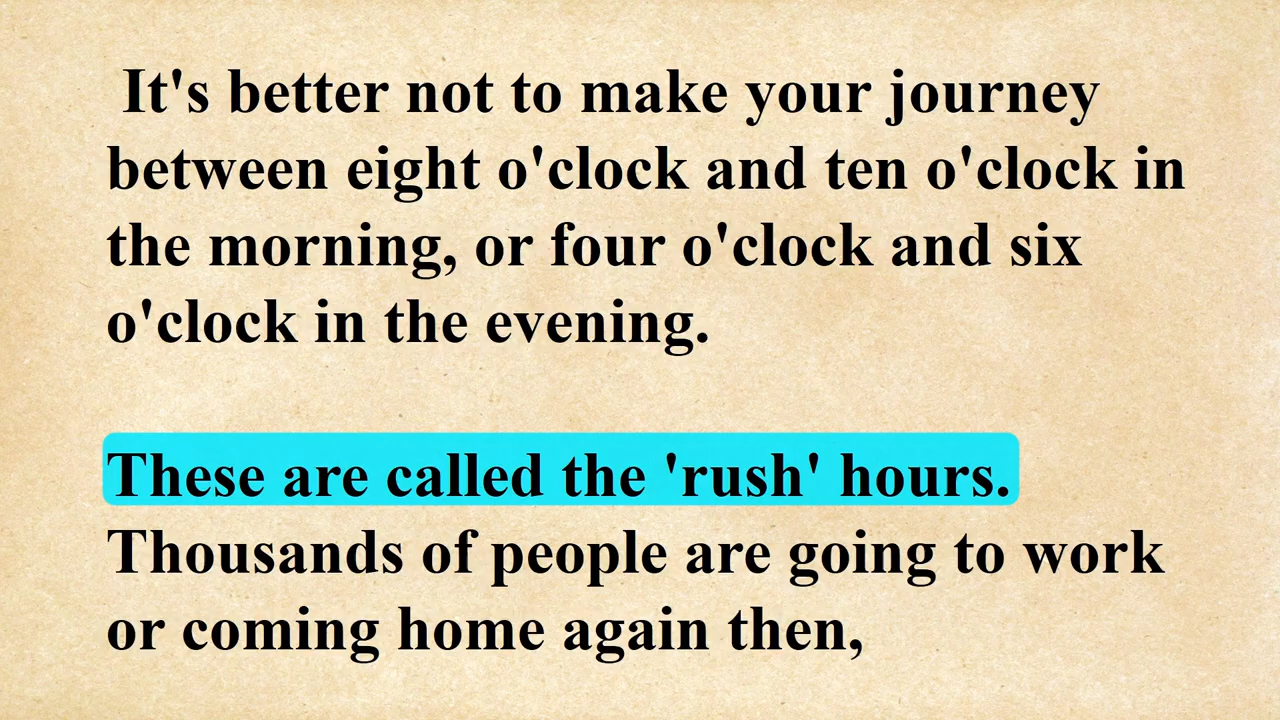 It's better not to make your journey
between eight o'clock and ten o'clock in
the morning, or four o'clock and six
o'clock in the evening.
These are called the 'rush' hours.
Thousands of people are going to work
or coming home again then,